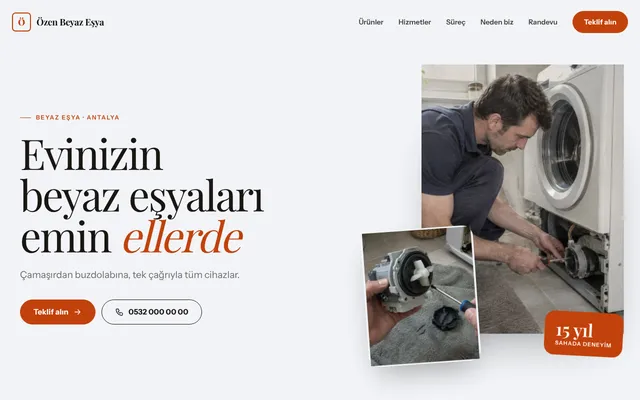 Ö Özen Beyaz Eşya
Ürünler Hizmetler Süreç Neden biz Randevu Teklif alın
BEYAZ EŞYA · ANTALYA
Evinizin
beyaz eşyaları
emin ellerde
Çamaşırdan buzdolabına, tek çağrıyla tüm cihazlar.
Teklif alın → 0532 000 00 00
15 yıl
SAHADA DENEYİM